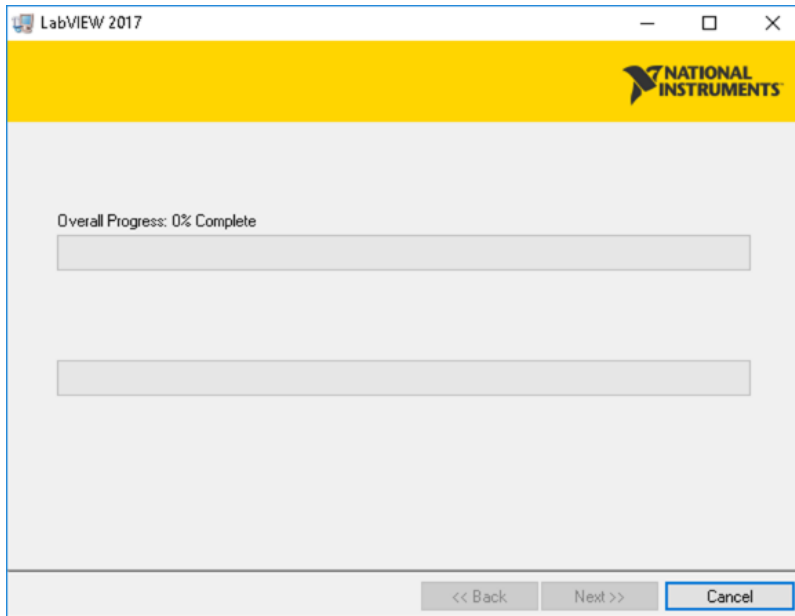 LabVIEW 2017
NATIONAL
INSTRUMENTS
Overall Progress: 0% Complete
<< Back
Next >>
Cancel